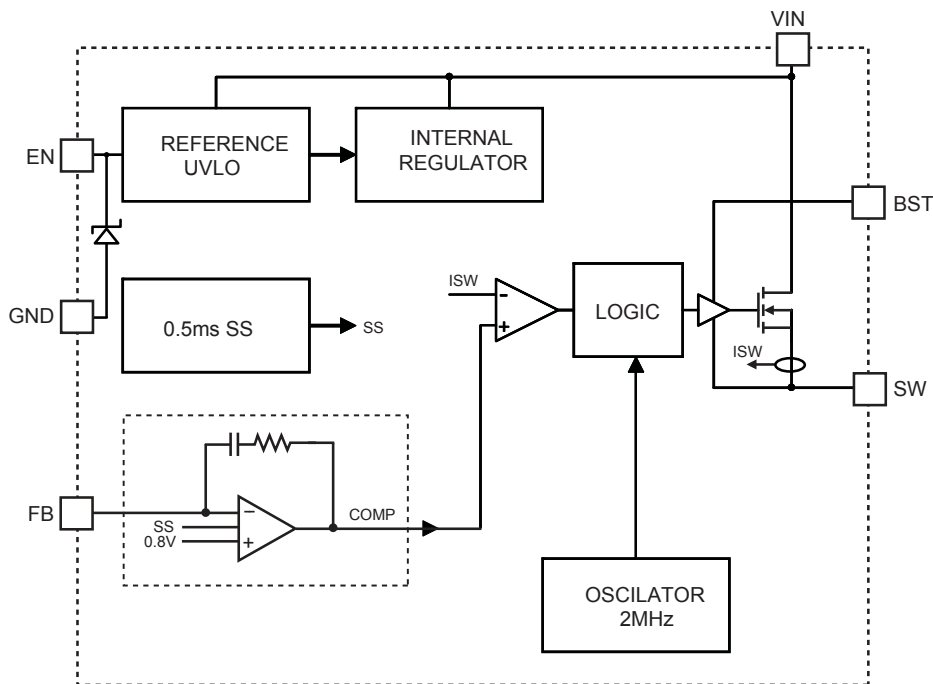 VIN
EN
REFERENCE
UVLO
INTERNAL
REGULATOR
BST
GND
0.5ms SS
SS
ISW
-
+
LOGIC
ISW
SW
FB
SS
0.8V
-
+
COMP
OSCILATOR
2MHz